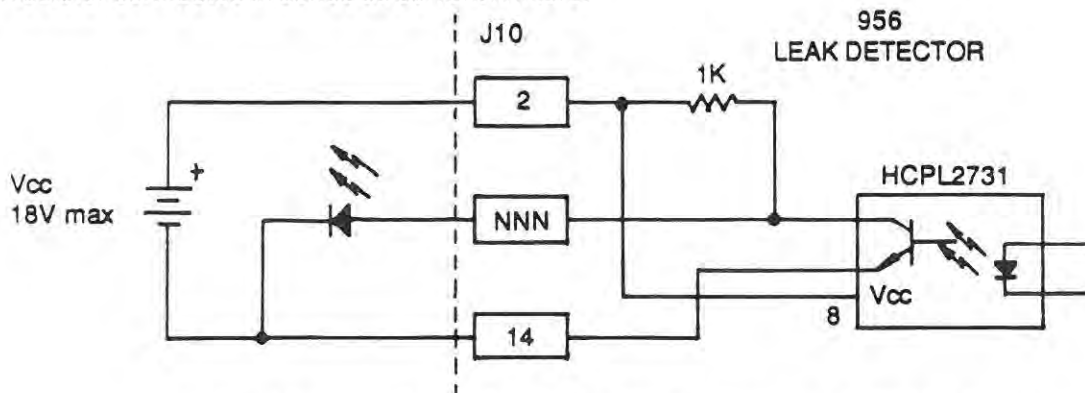 956
LEAK DETECTOR
J10
1K
2
+
Vcc
18V max
HCPL2731
NNN
Vcc
8
14